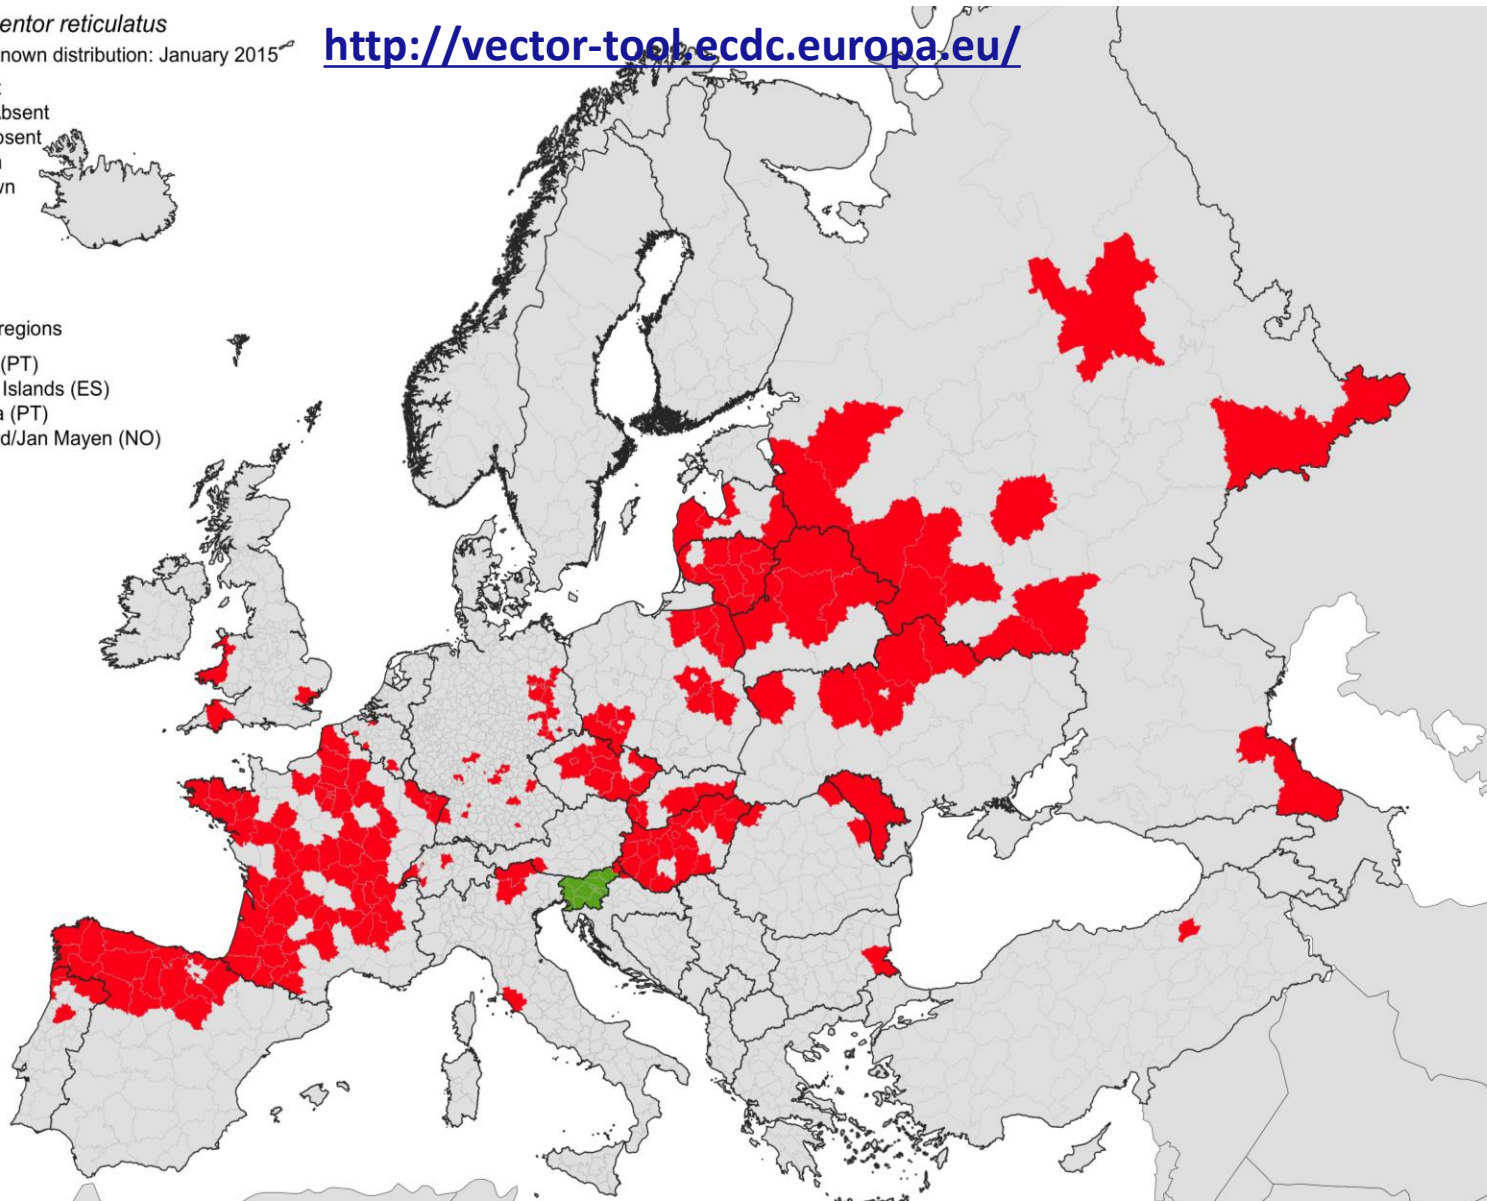 entor reticulatus
nown distribution: January 2015
http://vector-tool.ecdc.europa.eu/
bsent
osent
wn
regions
(PT)
Islands (ES)
a (PT)
d/Jan Mayen (NO)